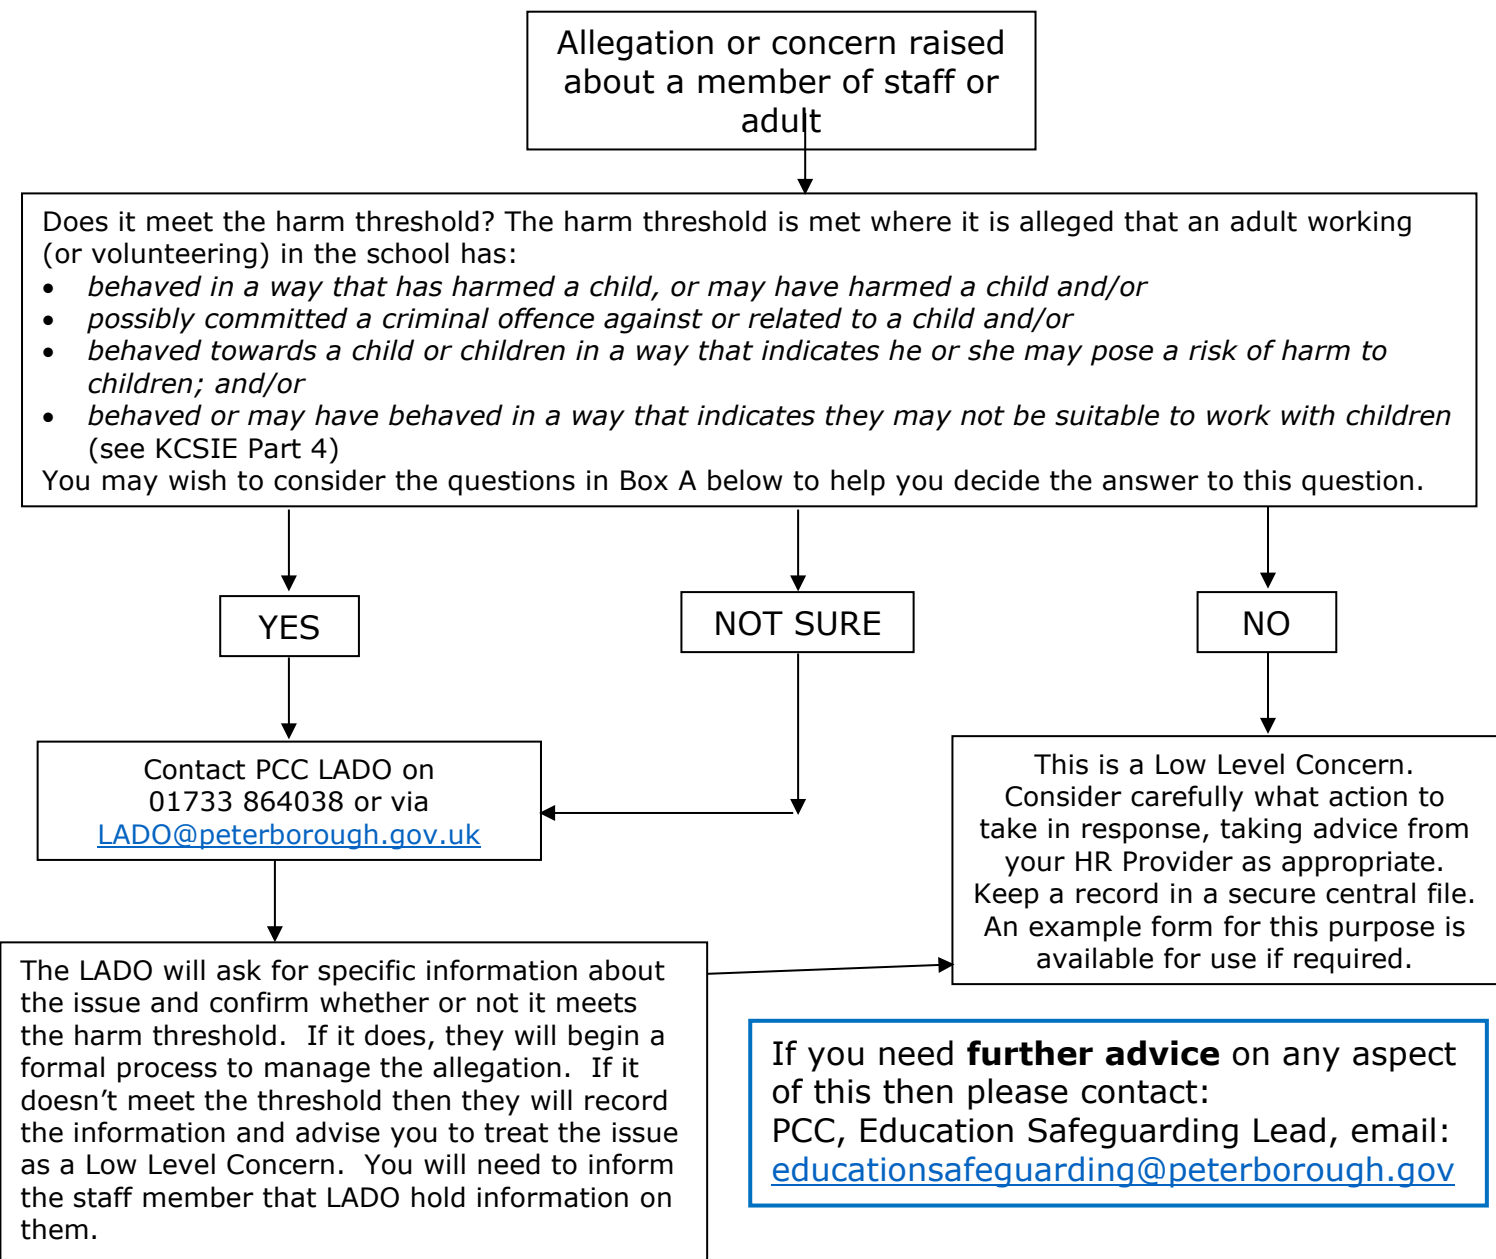 Allegation or concern raised
about a member of staff or
adult
Does it meet the harm threshold? The harm threshold is met where it is alleged that an adult working
(or volunteering) in the school has:
• behaved in a way that has harmed a child, or may have harmed a child and/or
• possibly committed a criminal offence against or related to a child and/or
• behaved towards a child or children in a way that indicates he or she may pose a risk of harm to
children; and/or
• behaved or may have behaved in a way that indicates they may not be suitable to work with children
(see KCSIE Part 4)
You may wish to consider the questions in Box A below to help you decide the answer to this question.
YES
NOT SURE
NO
Contact PCC LADO on
01733 864038 or via
LADO@peterborough.gov.uk
This is a Low Level Concern.
Consider carefully what action to
take in response, taking advice from
your HR Provider as appropriate.
Keep a record in a secure central file.
An example form for this purpose is
available for use if required.
The LADO will ask for specific information about
the issue and confirm whether or not it meets
the harm threshold.  If it does, they will begin a
formal process to manage the allegation.  If it
doesn’t meet the threshold then they will record
the information and advise you to treat the issue
as a Low Level Concern.  You will need to inform
the staff member that LADO hold information on
them.
If you need further advice on any aspect
of this then please contact:
PCC, Education Safeguarding Lead, email:
educationsafeguarding@peterborough.gov